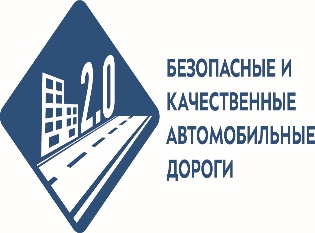 2.0
БЕЗОПАСНЫЕ И
КАЧЕСТВЕННЫЕ
АВТОМОБИЛЬНЫЕ
ДОРОГИ